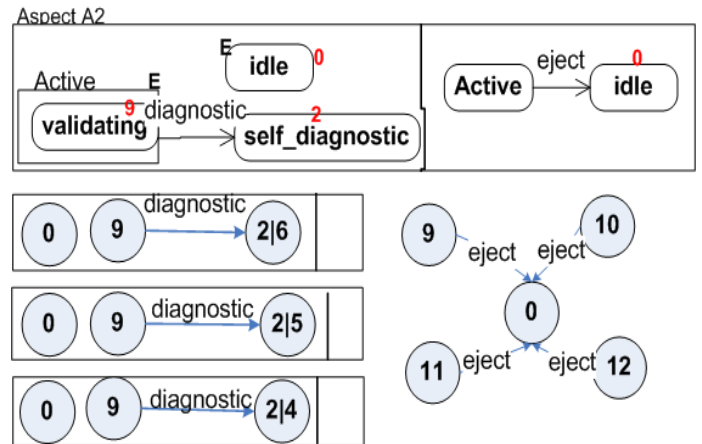 Aspect A2
E
idle
0
Active
E
validating
9
diagnostic
2
self_diagnostic
Active
eject
0
idle
0
9
diagnostic
2|6
0
9
diagnostic
2|5
0
9
diagnostic
2|4
9
10
eject
eject
0
11
eject
eject
12